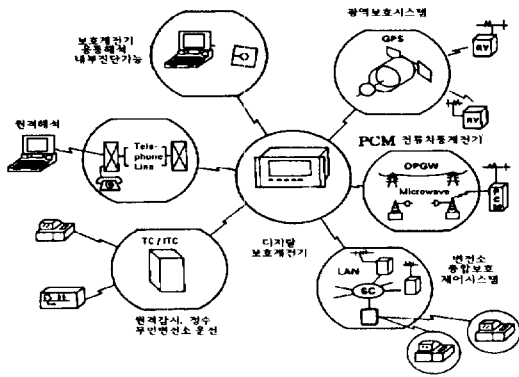 보호계전기
응동해석
내부진단기능
광역보호시스템
GPS
RY
RY
원격해석
Tele-
phone
Line
PCM 전류차동계전기
OPGW
Microwave
PCM
TC / ITC
디지탈
보호계전기
LAN
SC
변전소
종합보호
제어시스템
원격감시, 정수
무인변전소 운전